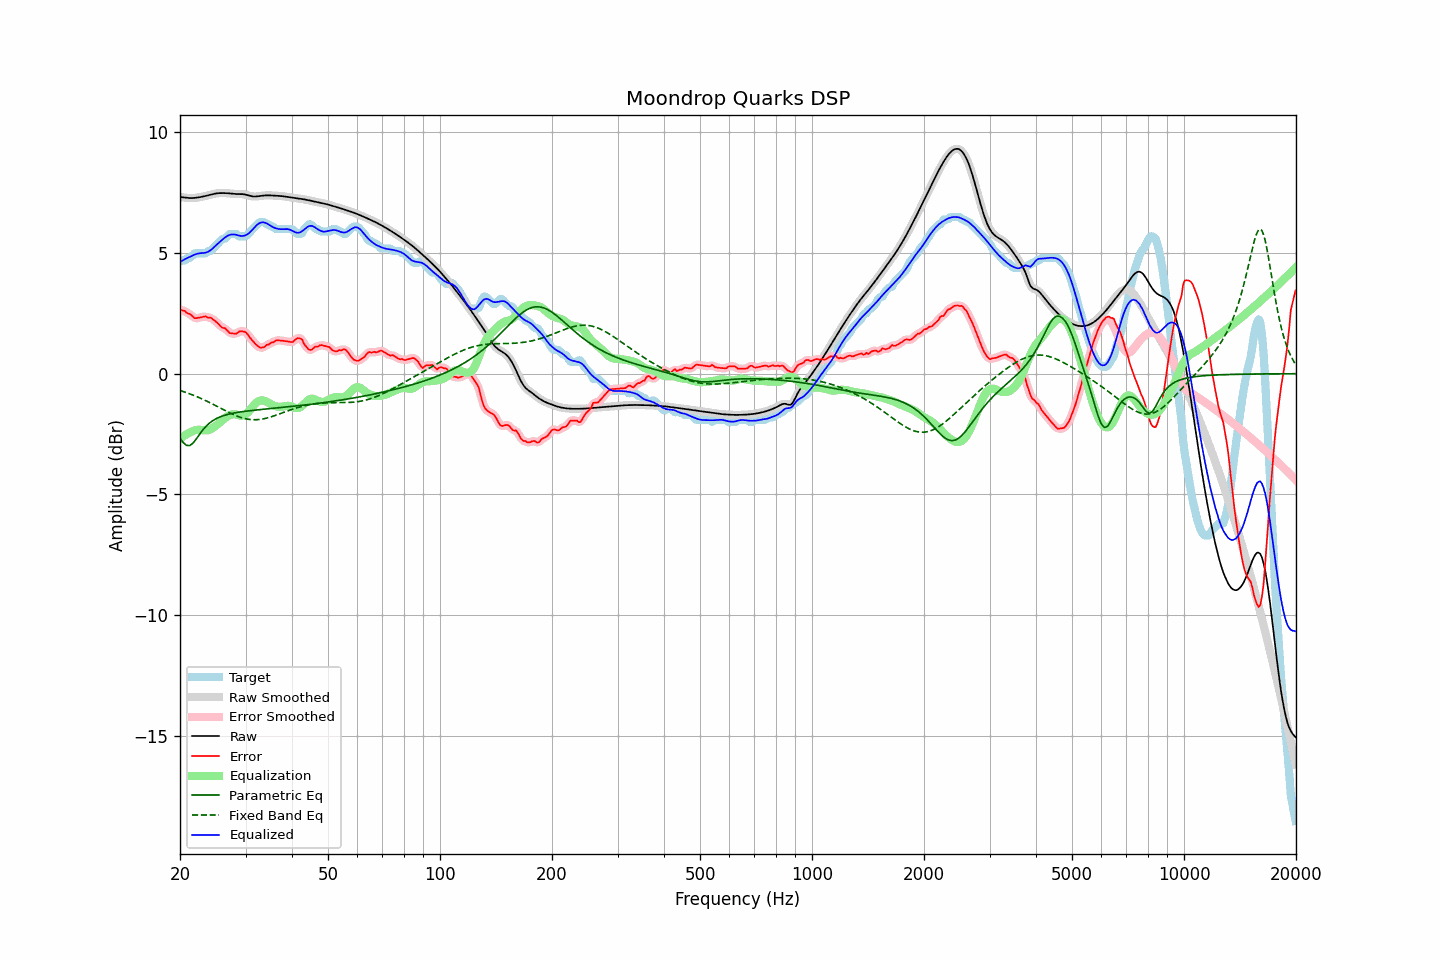 Moondrop Quarks DSP
Amplitude (dBr)
10
5
0
−5
−10
−15
Target
Raw Smoothed
Error Smoothed
Raw
Error
Equalization
Parametric Eq
Fixed Band Eq
Equalized
20 50 100 200 500 1000 2000 5000 10000 20000
Frequency (Hz)